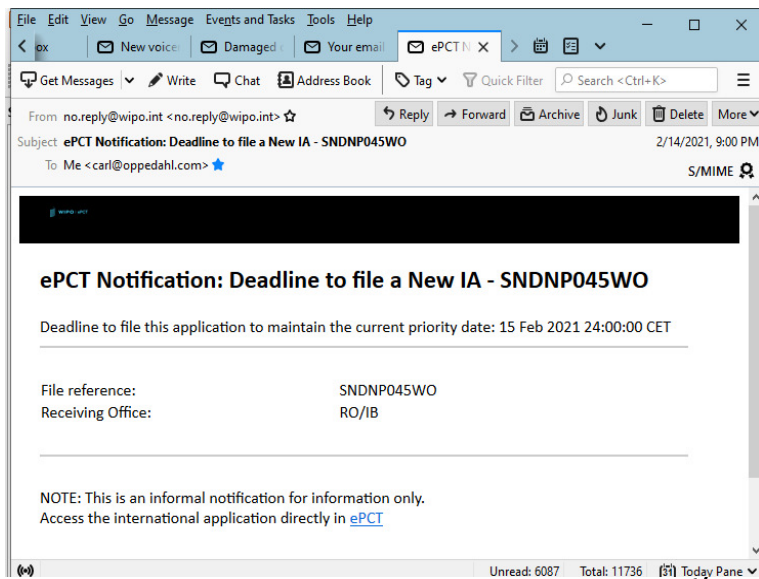 File Edit View Go Message Events and Tasks Tools Help
ox New voice Damaged Your email ePCT N
Get Messages Write Chat Address Book Tag Quick Filter Search <Ctrl+K>
From no.reply@wipo.int <no.reply@wipo.int> Reply Forward Archive Junk Delete More
Subject ePCT Notification: Deadline to file a New IA - SNDNP045WO 2/14/2021, 9:00 PM
To Me <carl@oppedahl.com>
S/MIME
WIPO ePCT
ePCT Notification: Deadline to file a New IA - SNDNP045WO
Deadline to file this application to maintain the current priority date: 15 Feb 2021 24:00:00 CET
File reference: SNDNP045WO
Receiving Office: RO/IB
NOTE: This is an informal notification for information only.
Access the international application directly in ePCT
Unread: 6087 Total: 11736 31 Today Pane